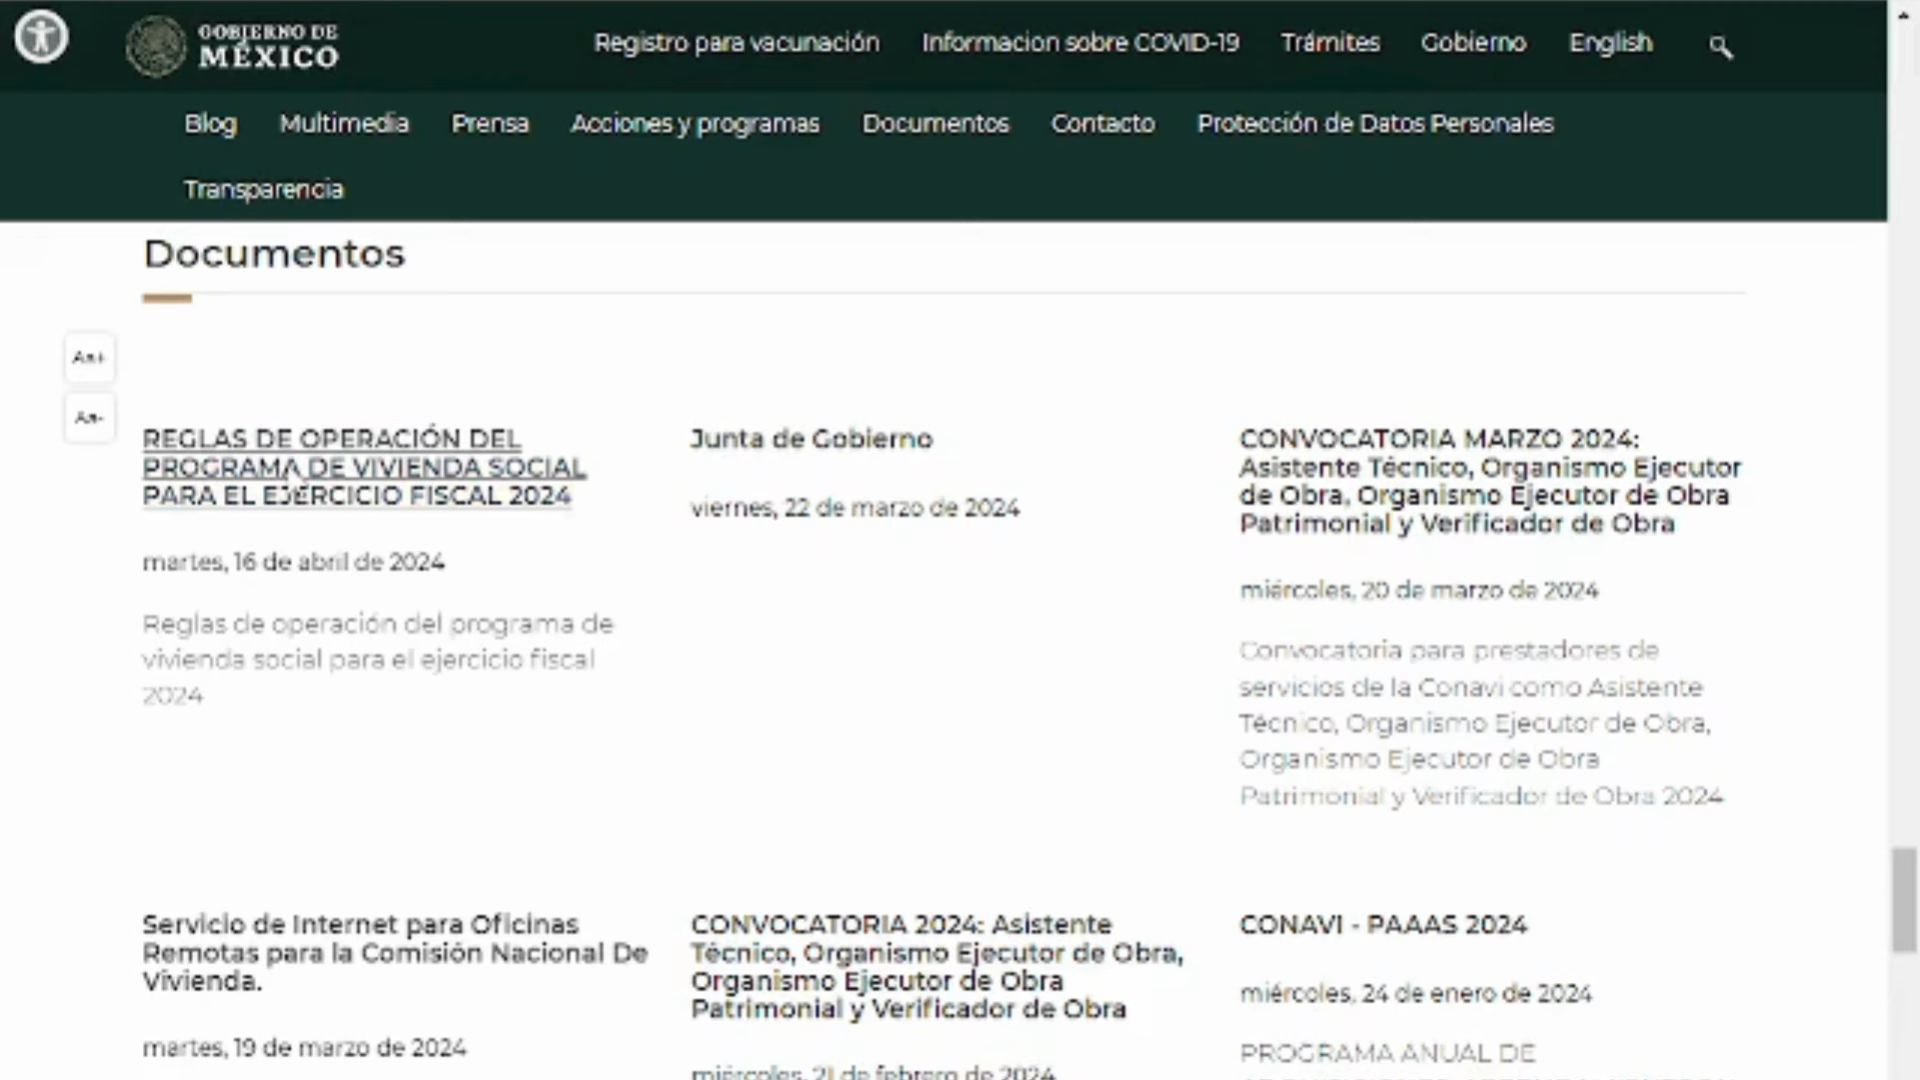 GOBIERNO DE
MÉXICO
Registro para vacunación Informacion sobre COVID-19 Trámites Gobierno English
Blog Multimedia Prensa Acciones y programas Documentos Contacto Protección de Datos Personales
Transparencia
Documentos
Aa+
Aa-
REGLAS DE OPERACIÓN DEL
PROGRAMA DE VIVIENDA SOCIAL
PARA EL EJERCICIO FISCAL 2024
martes, 16 de abril de 2024
Reglas de operación del programa de
vivienda social para el ejercicio fiscal
2024
Junta de Gobierno
viernes, 22 de marzo de 2024
CONVOCATORIA MARZO 2024:
Asistente Técnico, Organismo Ejecutor
de Obra, Organismo Ejecutor de Obra
Patrimonial y Verificador de Obra
miércoles, 20 de marzo de 2024
Convocatoria para prestadores de
servicios de la Conavi como Asistente
Técnico, Organismo Ejecutor de Obra,
Organismo Ejecutor de Obra
Patrimonial y Verificador de Obra 2024
Servicio de Internet para Oficinas
Remotas para la Comisión Nacional De
Vivienda.
martes, 19 de marzo de 2024
CONVOCATORIA 2024: Asistente
Técnico, Organismo Ejecutor de Obra,
Organismo Ejecutor de Obra
Patrimonial y Verificador de Obra
miércoles, 21 de febrero de 2024
CONAVI - PAAAS 2024
miércoles, 24 de enero de 2024
PROGRAMA ANUAL DE